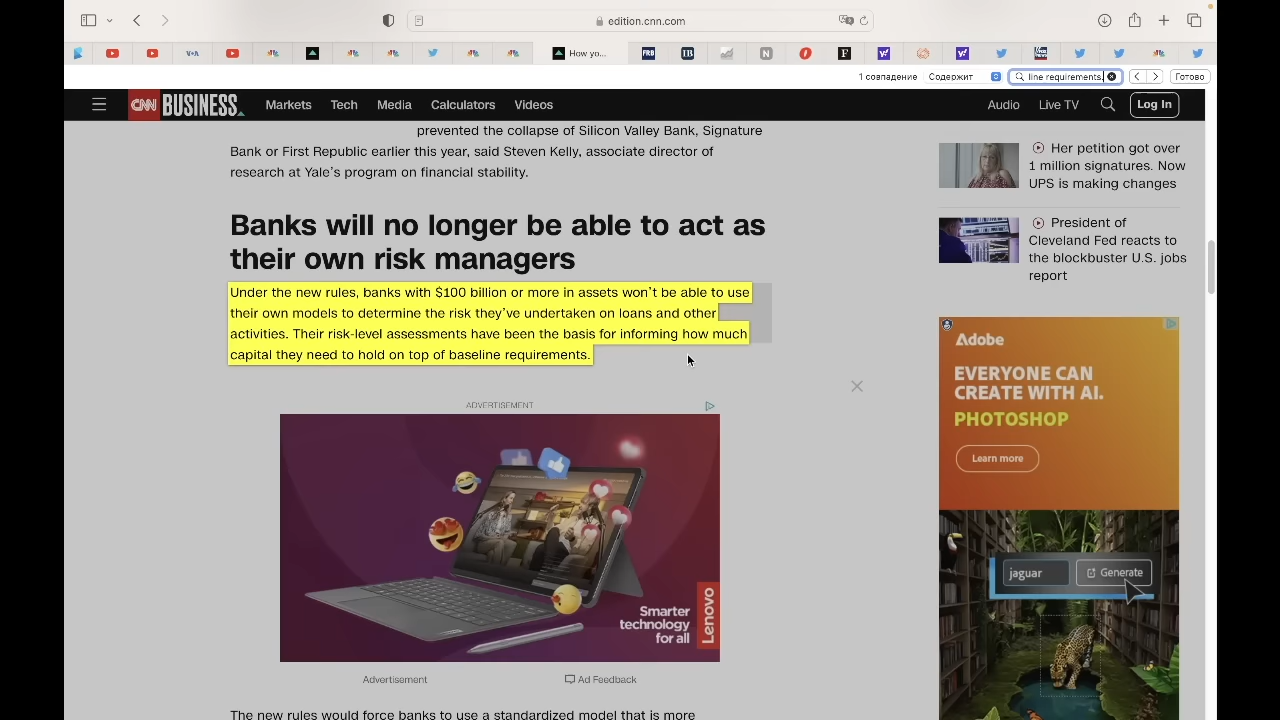 edition.cnn.com
VOA
How yo...
FRB
1 совпадение
Содержит
line requirements.
Готово
CNN BUSINESS
Markets
Tech
Media
Calculators
Videos
Audio
Live TV
Log In
prevented the collapse of Silicon Valley Bank, Signature
Bank or First Republic earlier this year, said Steven Kelly, associate director of
research at Yale's program on financial stability.
Banks will no longer be able to act as
their own risk managers
Under the new rules, banks with $100 billion or more in assets won't be able to use
their own models to determine the risk they've undertaken on loans and other
activities. Their risk-level assessments have been the basis for informing how much
capital they need to hold on top of baseline requirements.
ADVERTISEMENT
Smarter
technology
for all
Lenovo
Advertisement
Ad Feedback
The new rules would force banks to use a standardized model that is more
Her petition got over
1 million signatures. Now
UPS is making changes
President of
Cleveland Fed reacts to
the blockbuster U.S. jobs
report
Adobe
EVERYONE CAN
CREATE WITH AI.
PHOTOSHOP
Learn more
jaguar
Generate